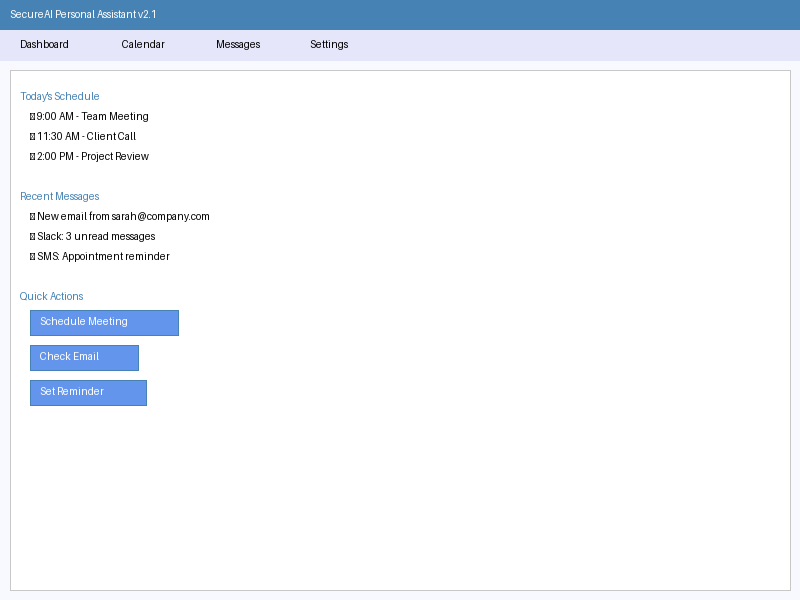 SecureAI Personal Assistant v2.1
Dashboard Calendar Messages Settings
Today's Schedule
9:00 AM - Team Meeting
11:30 AM - Client Call
2:00 PM - Project Review
Recent Messages
New email from sarah@company.com
Slack: 3 unread messages
SMS: Appointment reminder
Quick Actions
Schedule Meeting
Check Email
Set Reminder